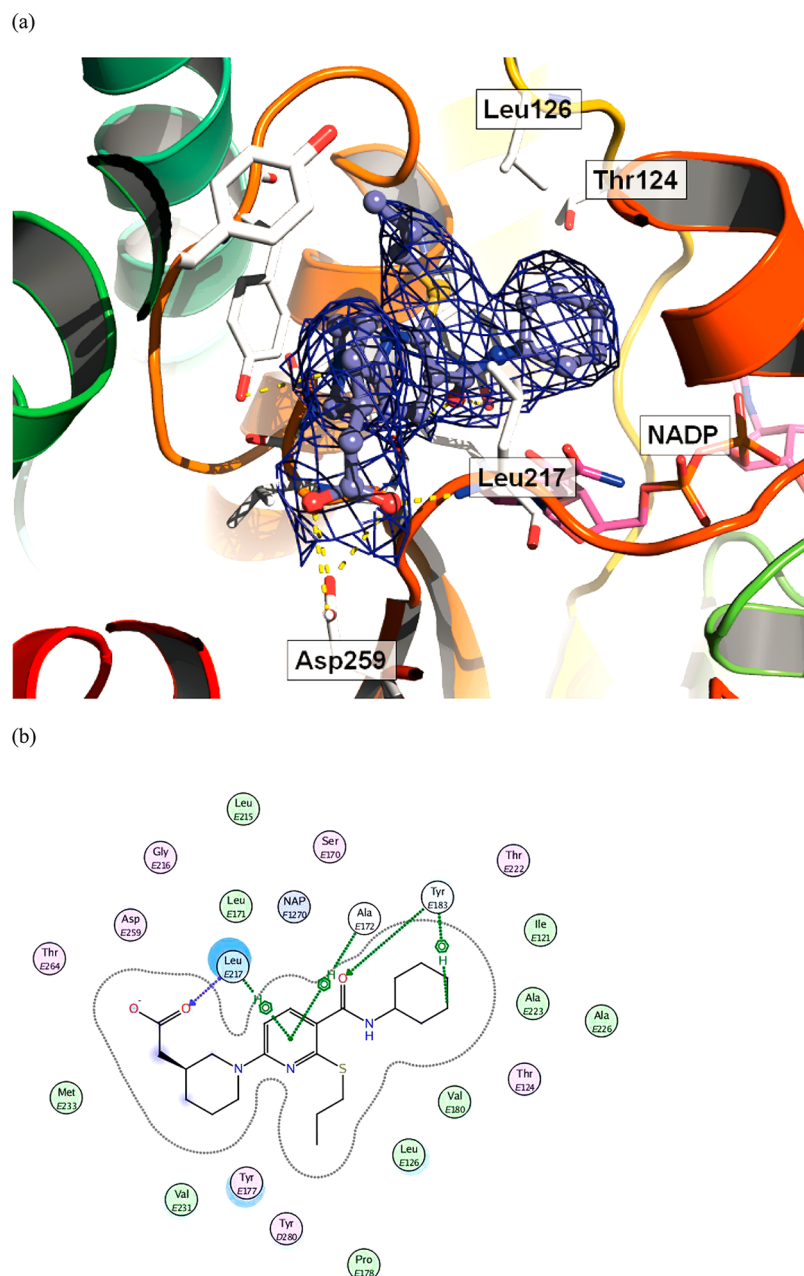 (a)
Leu126
Thr124
NADP
Leu217
Asp259
(b)
Leu
E215
Ser
E170
Gly
E216
Thr
E222
Leu
E171
NAP
F1270
Ala
E172
Tyr
E183
Asp
E259
Ile
E121
Thr
E264
Leu
E217
H
H
H
O
O-
O
Ala
E223
Ala
E226
N
H
N
N
S
Thr
E124
Met
E233
Val
E180
Leu
E126
Tyr
E177
Val
E231
Tyr
D280
Pro
E178